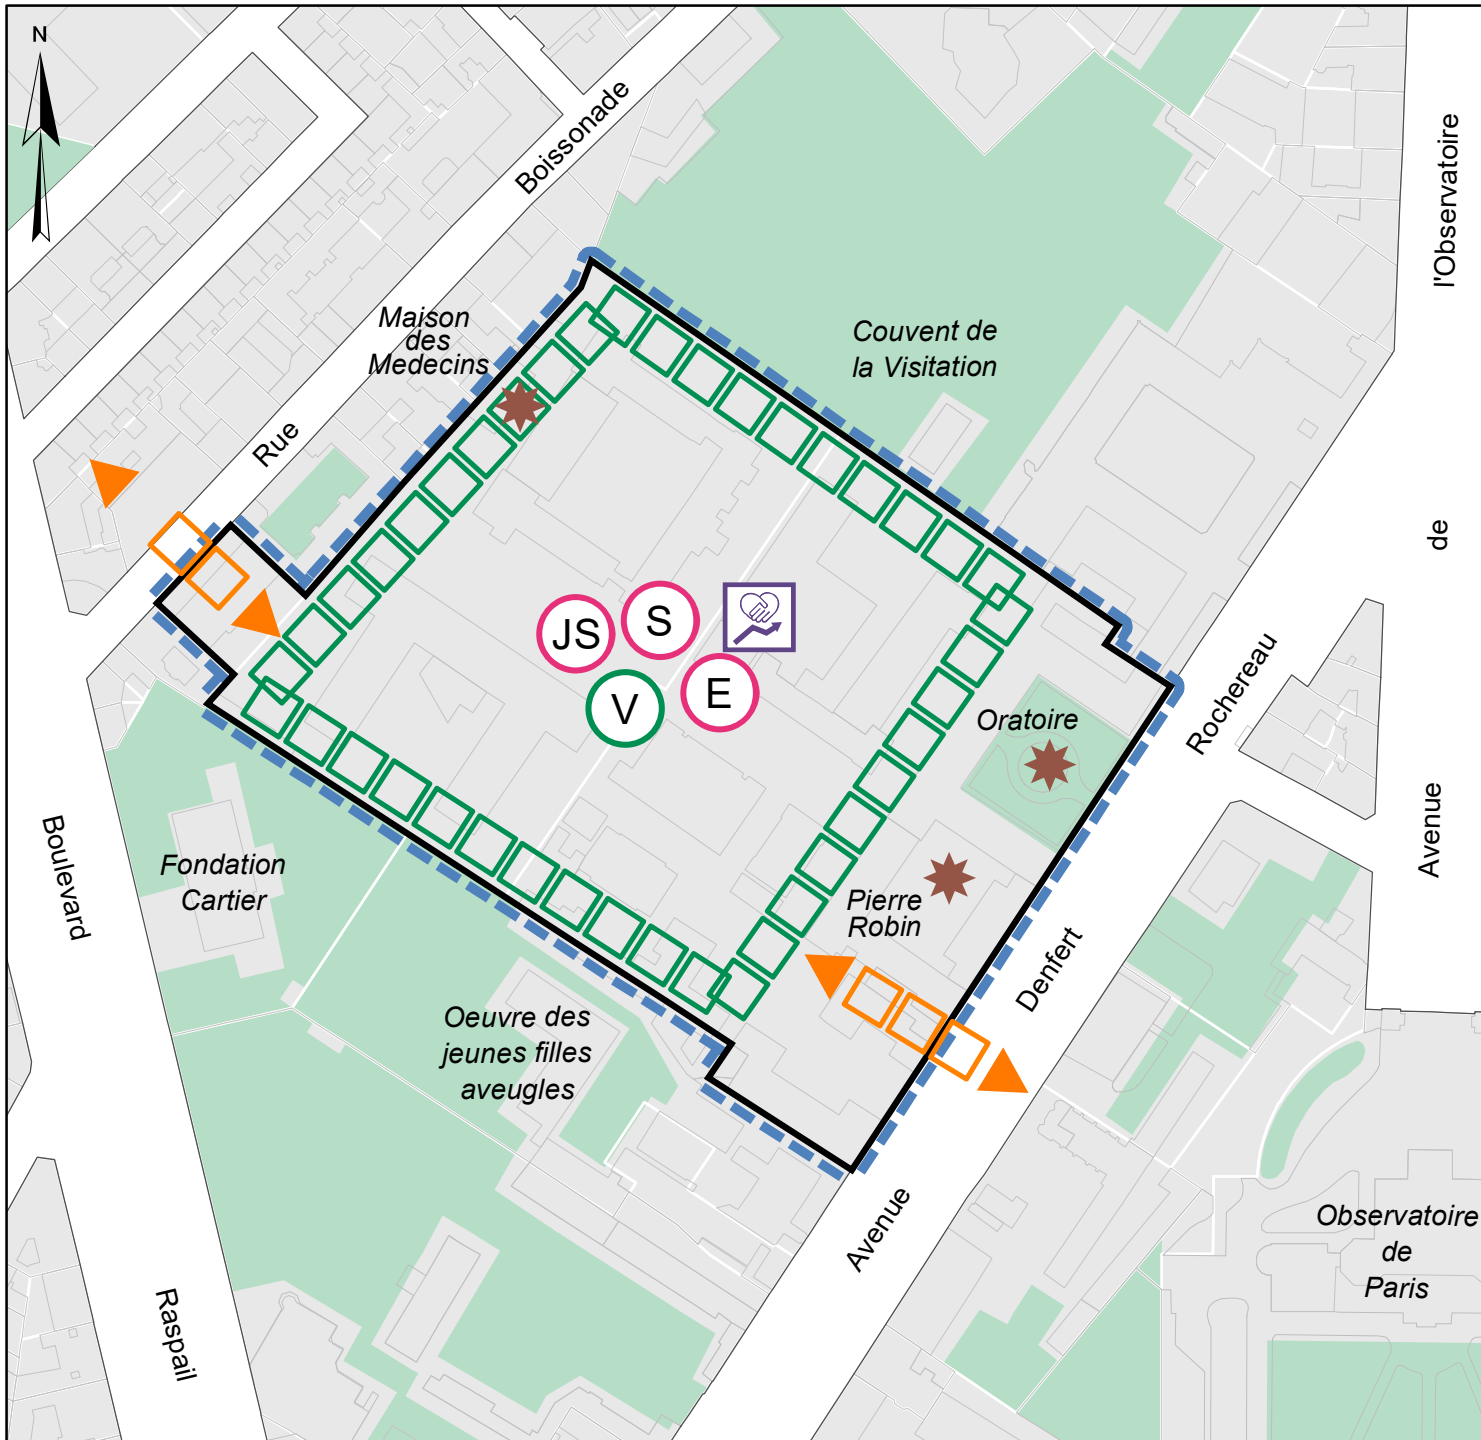 N
Boissonade
l'Observatoire
Maison
des
Medecins
Couvent de
la Visitation
Rue
de
JS
S
V
E
Oratoire
Rochereau
Avenue
Boulevard
Fondation
Cartier
Pierre
Robin
Denfert
Oeuvre des
jeunes filles
aveugles
Avenue
Observatoire
de
Paris
Raspail